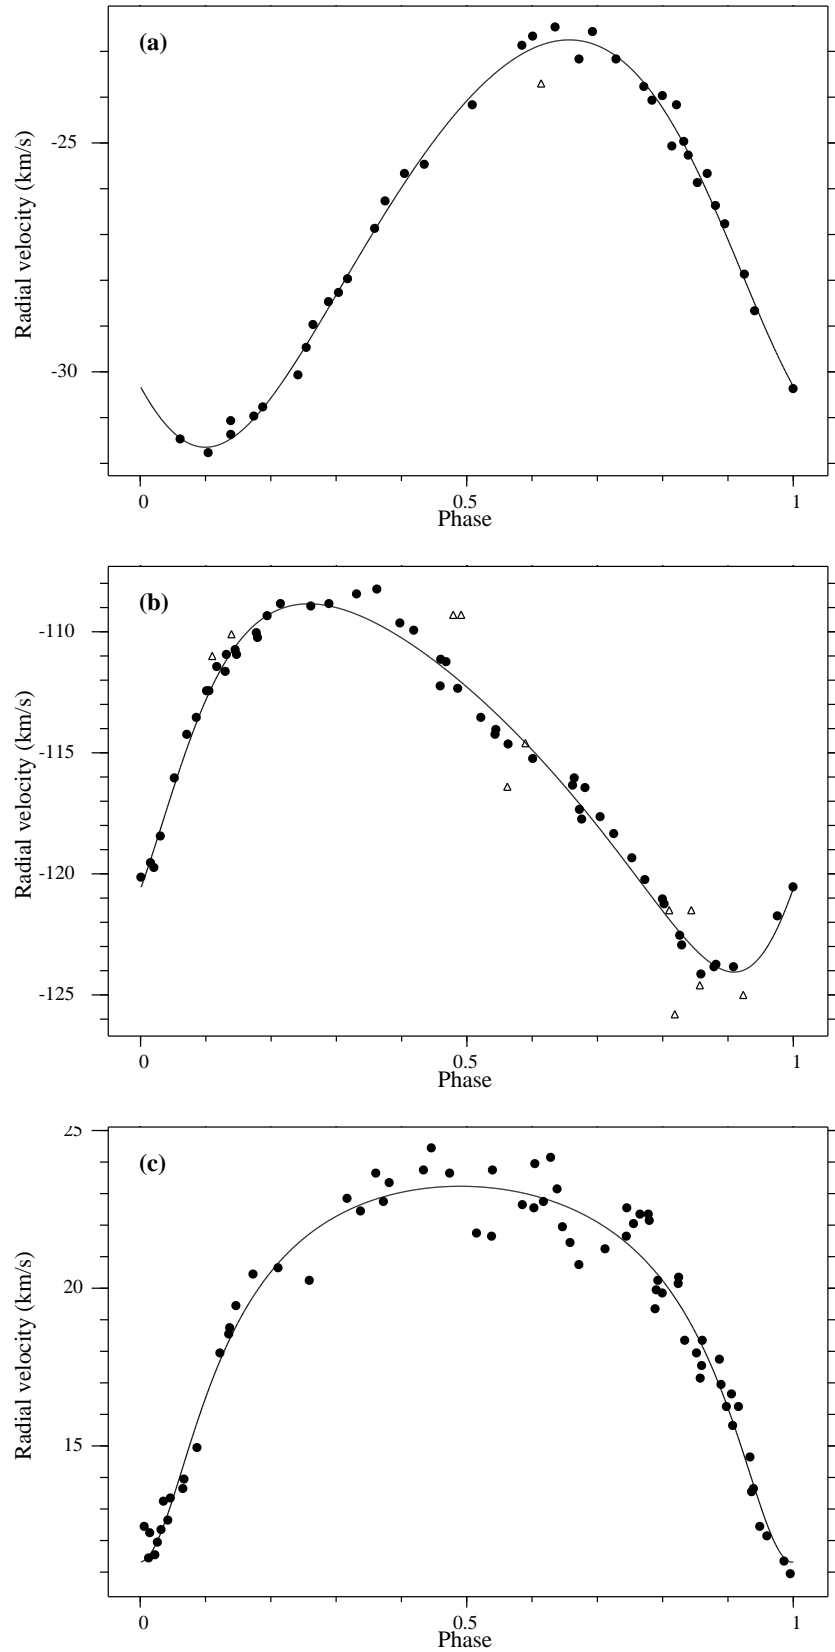 (a)
-25
-30
Radial velocity (km/s)
0
0.5
1
Phase
(b)
-110
-115
-120
-125
Radial velocity (km/s)
0
0.5
1
Phase
25
(c)
20
15
Radial velocity (km/s)
0
0.5
1
Phase